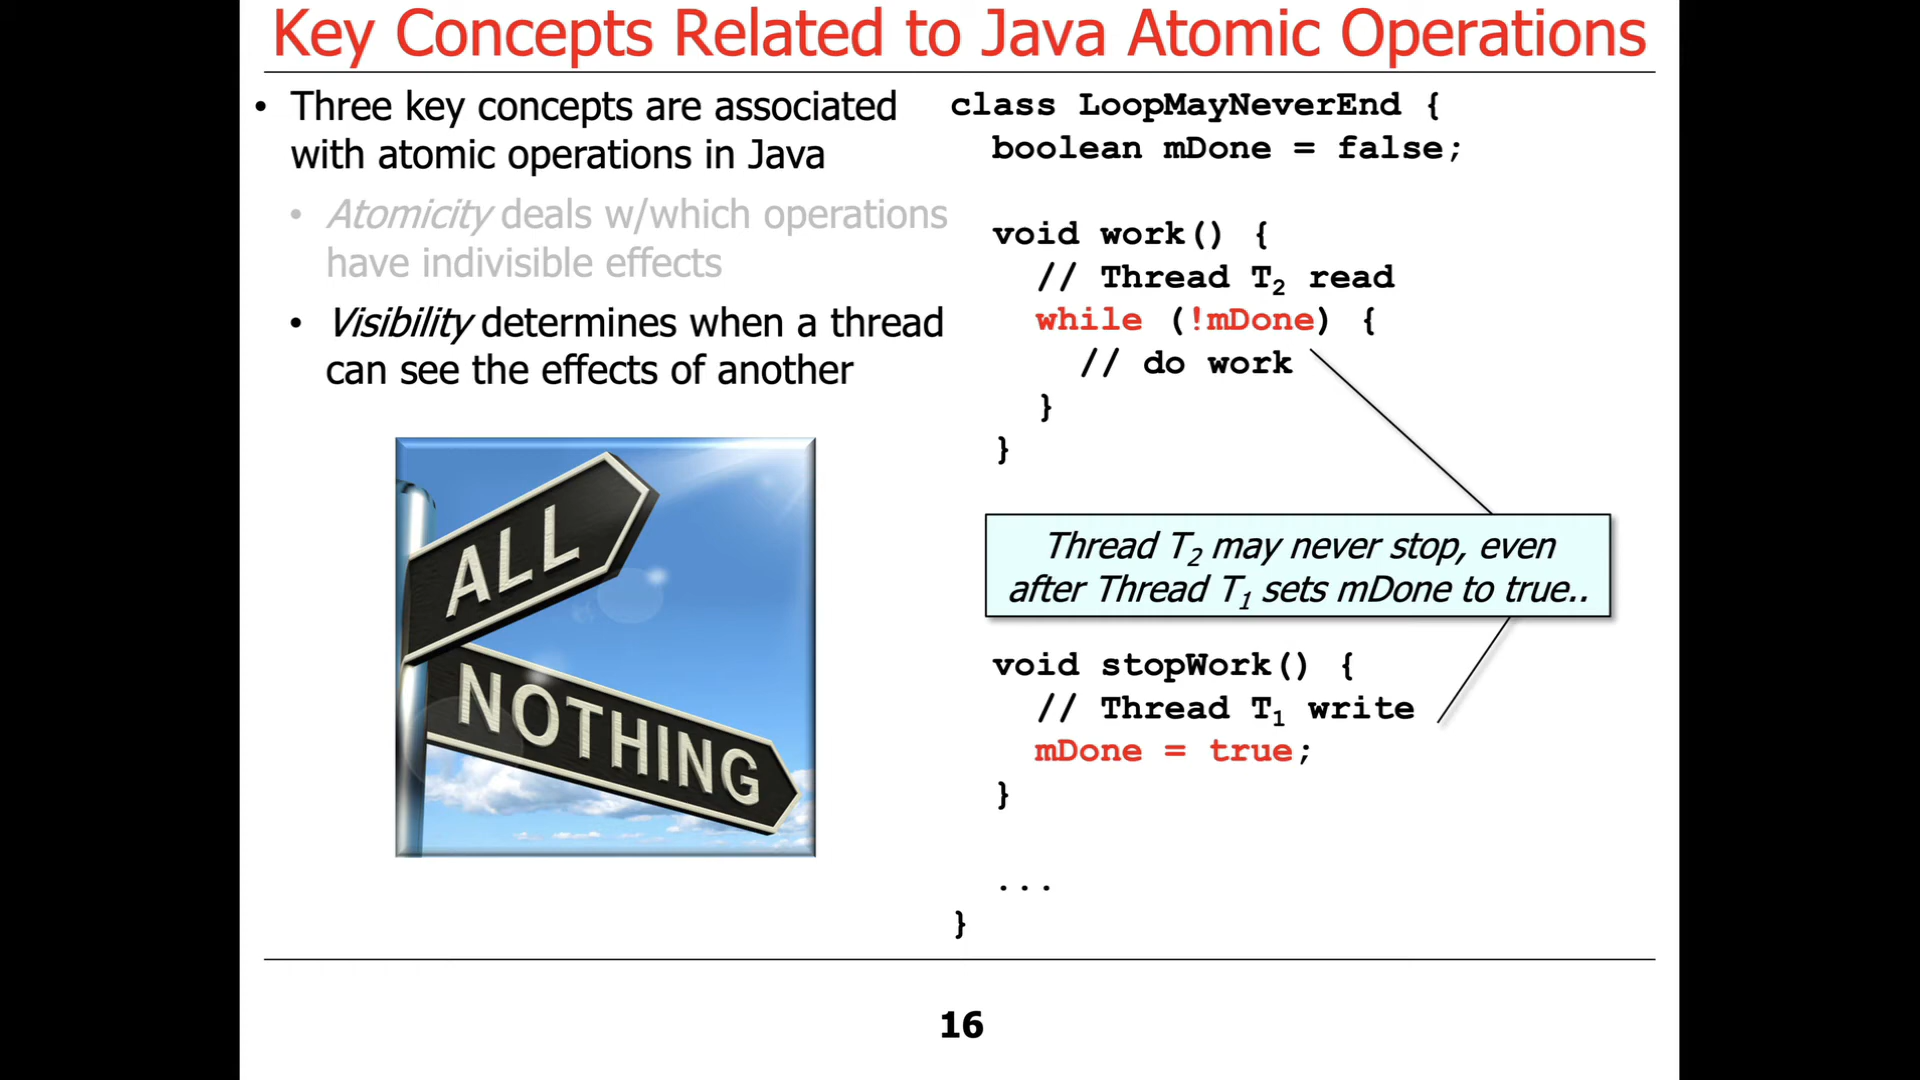 Key Concepts Related to Java Atomic Operations
• Three key concepts are associated
with atomic operations in Java
• Atomicity deals w/which operations
have indivisible effects
• Visibility determines when a thread
can see the effects of another
ALL
NOTHING
class LoopMayNeverEnd {
boolean mDone = false;
void work() {
// Thread T₂ read
while (!mDone) {
// do work
}
}
Thread T₂ may never stop, even
after Thread T₁ sets mDone to true..
void stopWork() {
// Thread T₁ write
mDone = true;
}
...
}
16